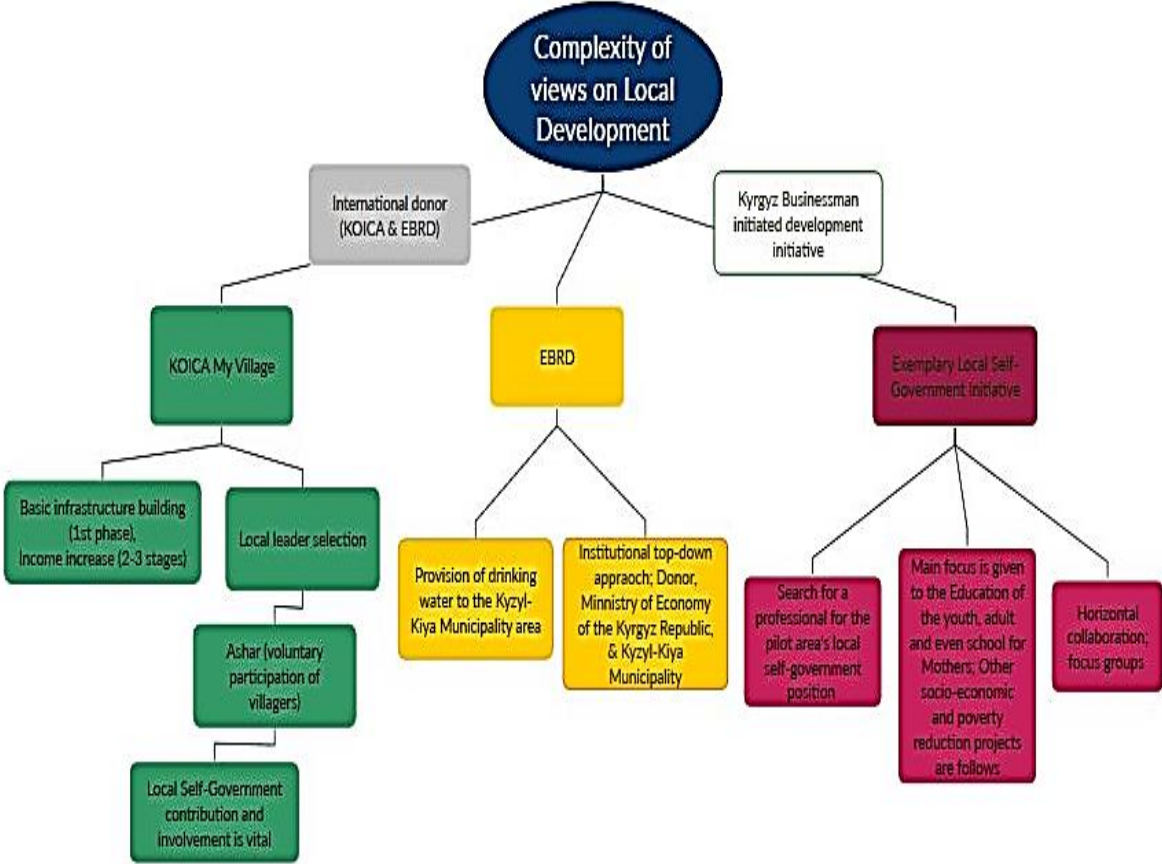 Complexity of
views on Local
Development
International donor
(KOICA & EBRD)
Kyrgyz Businessman
initiated development
initiative
KOICA My Village
EBRD
Exemplary Local Self-
Government Initiative
Basic infrastructure building
(1st phase),
Income increase (2-3 stages)
Local leader selection
Ashar (voluntary
participation of
villagers)
Local Self-Government
contribution and
involvement is vital
Provision of drinking
water to the Kyzyl-
Kiya Municipality area
Institutional top-down
appraoch; Donor,
Minnistry of Economy
of the Kyrgyz Republic,
& Kyzyl-Kiya
Municipality
Search for a
professional for the
pilot area's local
self-government
position
Main focus is given
to the Education of
the youth, adult
and even school for
Mothers; Other
socio-economic
and poverty
reduction projects
are follows
Horizontal
collaboration;
focus groups